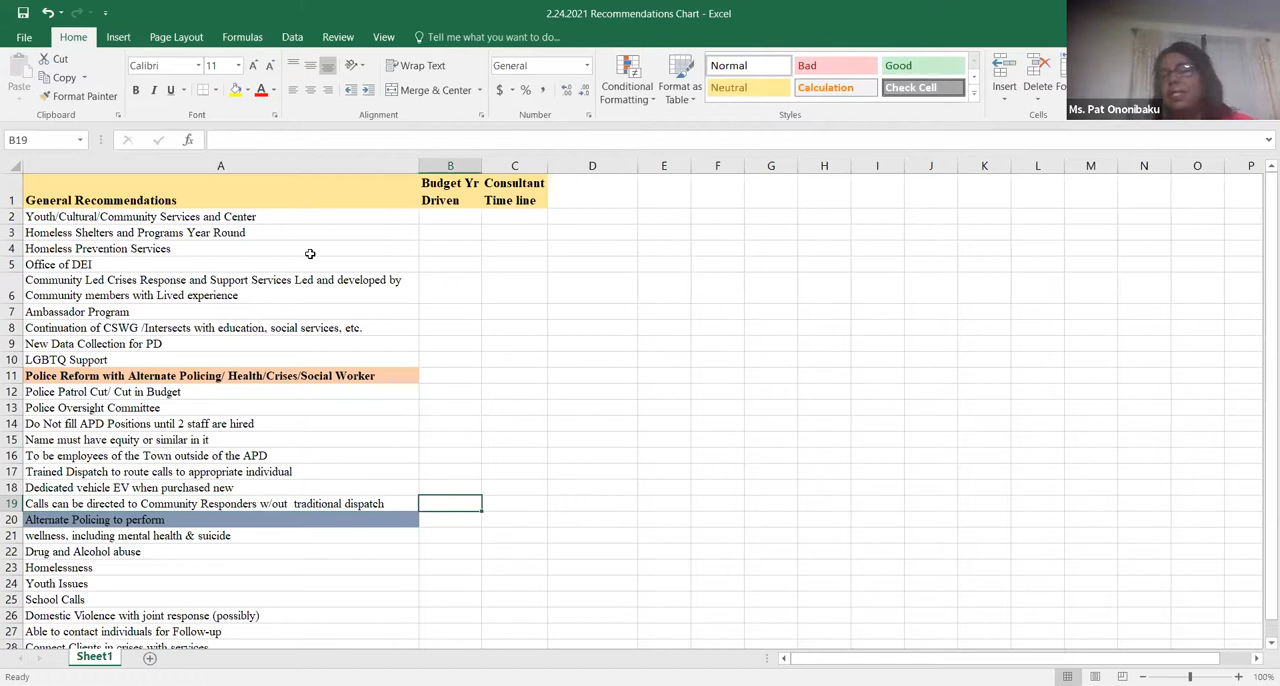 2.24.2021 Recommendations Chart - Excel
File Home Insert Page Layout Formulas Data Review View Tell me what you want to do...
Paste
Cut
Copy
Format Painter
Calibri 11 A A
B I U A
Wrap Text
Merge & Center
General
$ % ,
Conditional Formatting
Format as Table
Normal Bad Good
Neutral Calculation Check Cell
Insert Delete
Clipboard Font Alignment Number Styles Cells
Ms. Pat Ononibaku
B19 fx
A B C D E F G H I J K L M N O P
1 General Recommendations Budget Yr Driven Consultant Time line
2 Youth/Cultural/Community Services and Center
3 Homeless Shelters and Programs Year Round
4 Homeless Prevention Services
5 Office of DEI
Community Led Crises Response and Support Services Led and developed by
6 Community members with Lived experience
7 Ambassador Program
8 Continuation of CSWG /Intersects with education, social services, etc.
9 New Data Collection for PD
10 LGBTQ Support
11 Police Reform with Alternate Policing/ Health/Crises/Social Worker
12 Police Patrol Cut/ Cut in Budget
13 Police Oversight Committee
14 Do Not fill APD Positions until 2 staff are hired
15 Name must have equity or similar in it
16 To be employees of the Town outside of the APD
17 Trained Dispatch to route calls to appropriate individual
18 Dedicated vehicle EV when purchased new
19 Calls can be directed to Community Responders w/out traditional dispatch
20 Alternate Policing to perform
21 wellness, including mental health & suicide
22 Drug and Alcohol abuse
23 Homelessness
24 Youth Issues
25 School Calls
26 Domestic Violence with joint response (possibly)
27 Able to contact individuals for Follow-up
28 Connect Clients in crises with services
Sheet1
Ready 100%